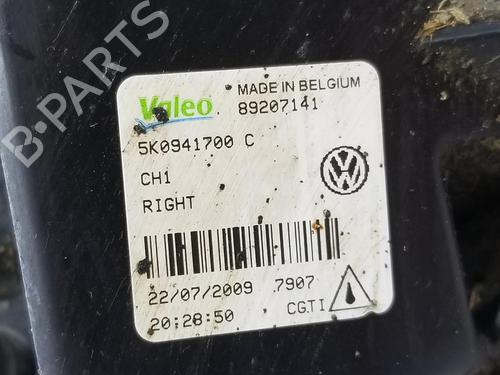 Valeo
MADE IN BELGIUM
89207141
5K0941700 C
CH1
RIGHT
22/07/2009 7907
20:28:50 CGTI
B-PARTS